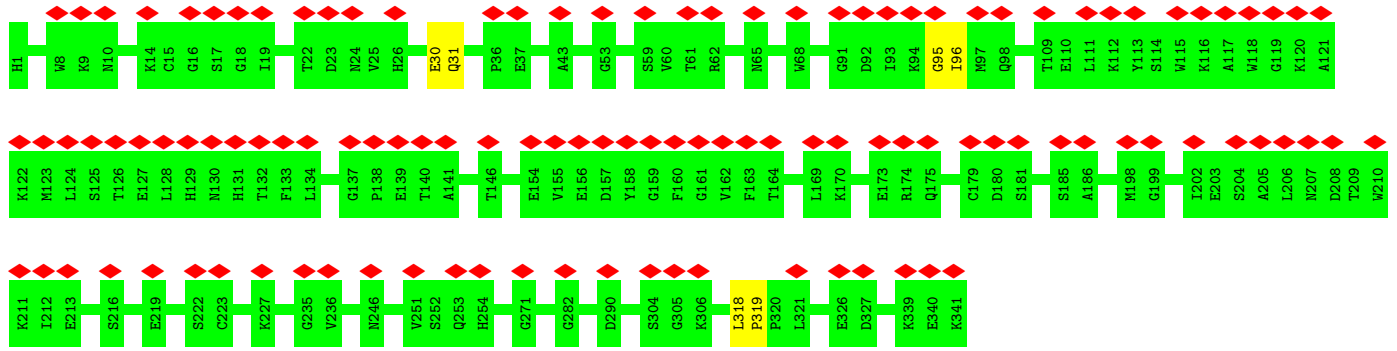 H1 W8 K9 N10 K14 C15 G16 S17 G18 I19 T22 D23 N24 V25 H26 E30 Q31 P36 E37 A43 G53 S59 V60 T61 R62 N65 W68 G91 D92 I93 K94 G95 I96 M97 Q98 T109 E110 L111 K112 Y113 S114 W115 K116 A117 W118 G119 K120 A121
K122 M123 L124 S125 T126 E127 L128 H129 N130 H131 T132 F133 L134 G137 P138 E139 T140 A141 T146 E154 V155 E156 D157 Y158 G159 F160 G161 V162 F163 T164 L169 K170 E173 R174 Q175 C179 D180 S181 S185 A186 M198 G199 I202 E203 S204 A205 L206 N207 D208 T209 W210
K211 I212 E213 S216 E219 S222 C223 K227 G235 V236 N246 V251 S252 Q253 H254 G271 G282 D290 S304 G305 K306 L318 P319 P320 L321 E326 D327 K339 E340 K341